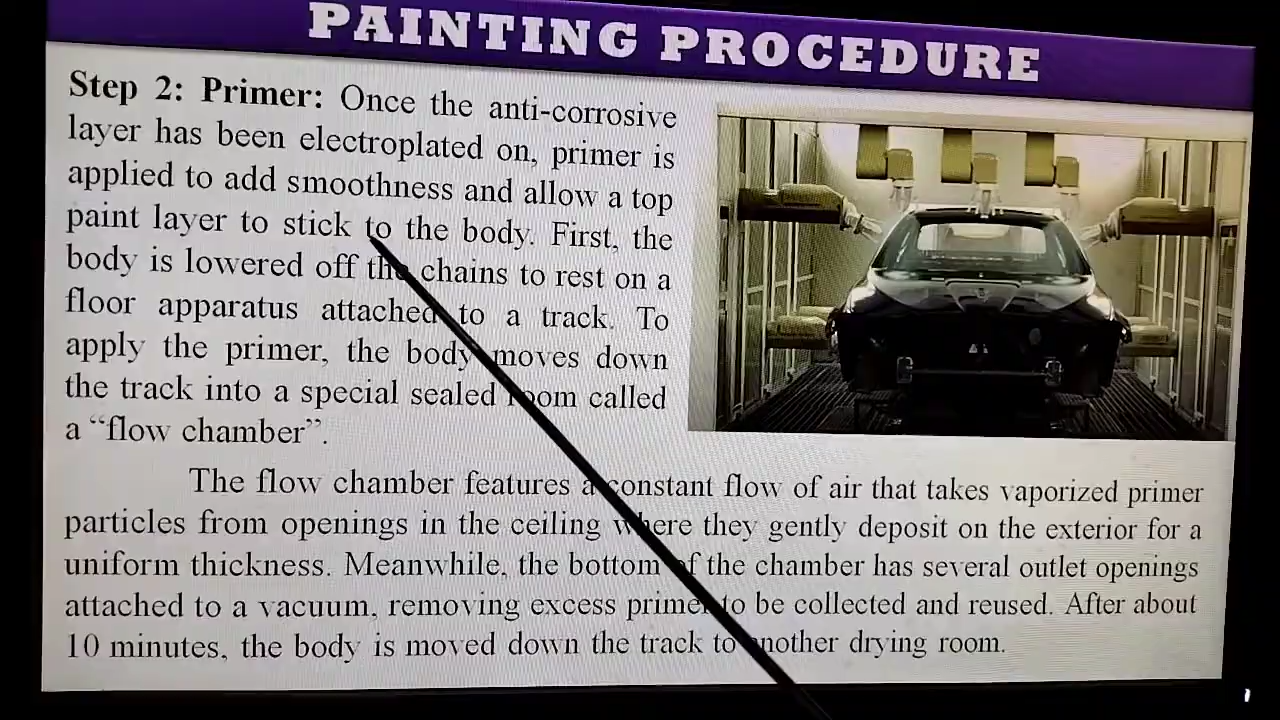 PAINTING PROCEDURE
Step 2: Primer: Once the anti-corrosive
layer has been electroplated on, primer is
applied to add smoothness and allow a top
paint layer to stick to the body. First, the
body is lowered off the chains to rest on a
floor apparatus attached to a track. To
apply the primer, the body moves down
the track into a special sealed room called
a “flow chamber”.
The flow chamber features a constant flow of air that takes vaporized primer
particles from openings in the ceiling where they gently deposit on the exterior for a
uniform thickness. Meanwhile, the bottom of the chamber has several outlet openings
attached to a vacuum, removing excess primer to be collected and reused. After about
10 minutes, the body is moved down the track to another drying room.